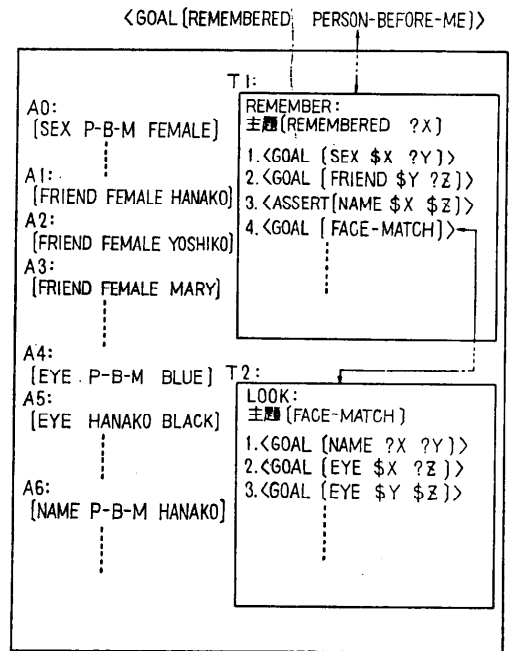 <GOAL [REMEMBERED PERSON-BEFORE-ME]>
A0:
[SEX P-B-M FEMALE]
A1:
[FRIEND FEMALE HANAKO]
A2:
[FRIEND FEMALE YOSHIKO]
A3:
[FRIEND FEMALE MARY]
A4:
[EYE P-B-M BLUE]
A5:
[EYE HANAKO BLACK]
A6:
[NAME P-B-M HANAKO]
T1:
REMEMBER:
主題[REMEMBERED ?X]
1.<GOAL [SEX $X ?Y]>
2.<GOAL [FRIEND $Y ?Z]>
3.<ASSERT[NAME $X $Z]>
4.<GOAL [FACE-MATCH]>
T2:
LOOK:
主題[FACE-MATCH]
1.<GOAL [NAME ?X ?Y]>
2.<GOAL [EYE $X ?Z]>
3.<GOAL [EYE $Y $Z]>